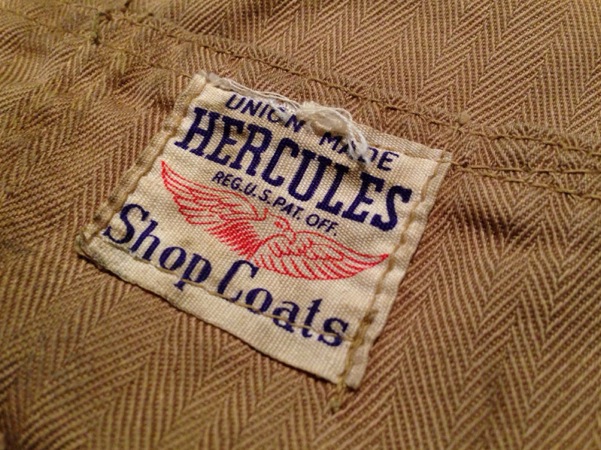 UNION MADE
HERCULES
REG. U.S. PAT. OFF.
Shop Coats